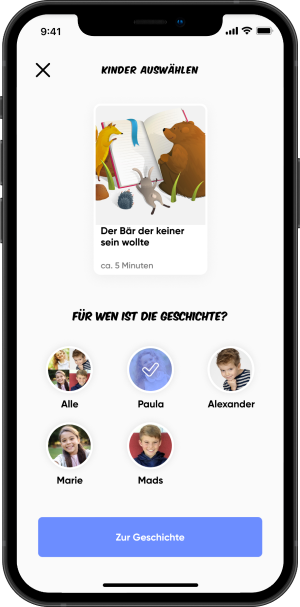 9:41
KINDER AUSWÄHLEN
Der Bär der keiner
sein wollte
ca. 5 Minuten
FÜR WEN IST DIE GESCHICHTE?
Alle
Paula
Alexander
Marie
Mads
Zur Geschichte